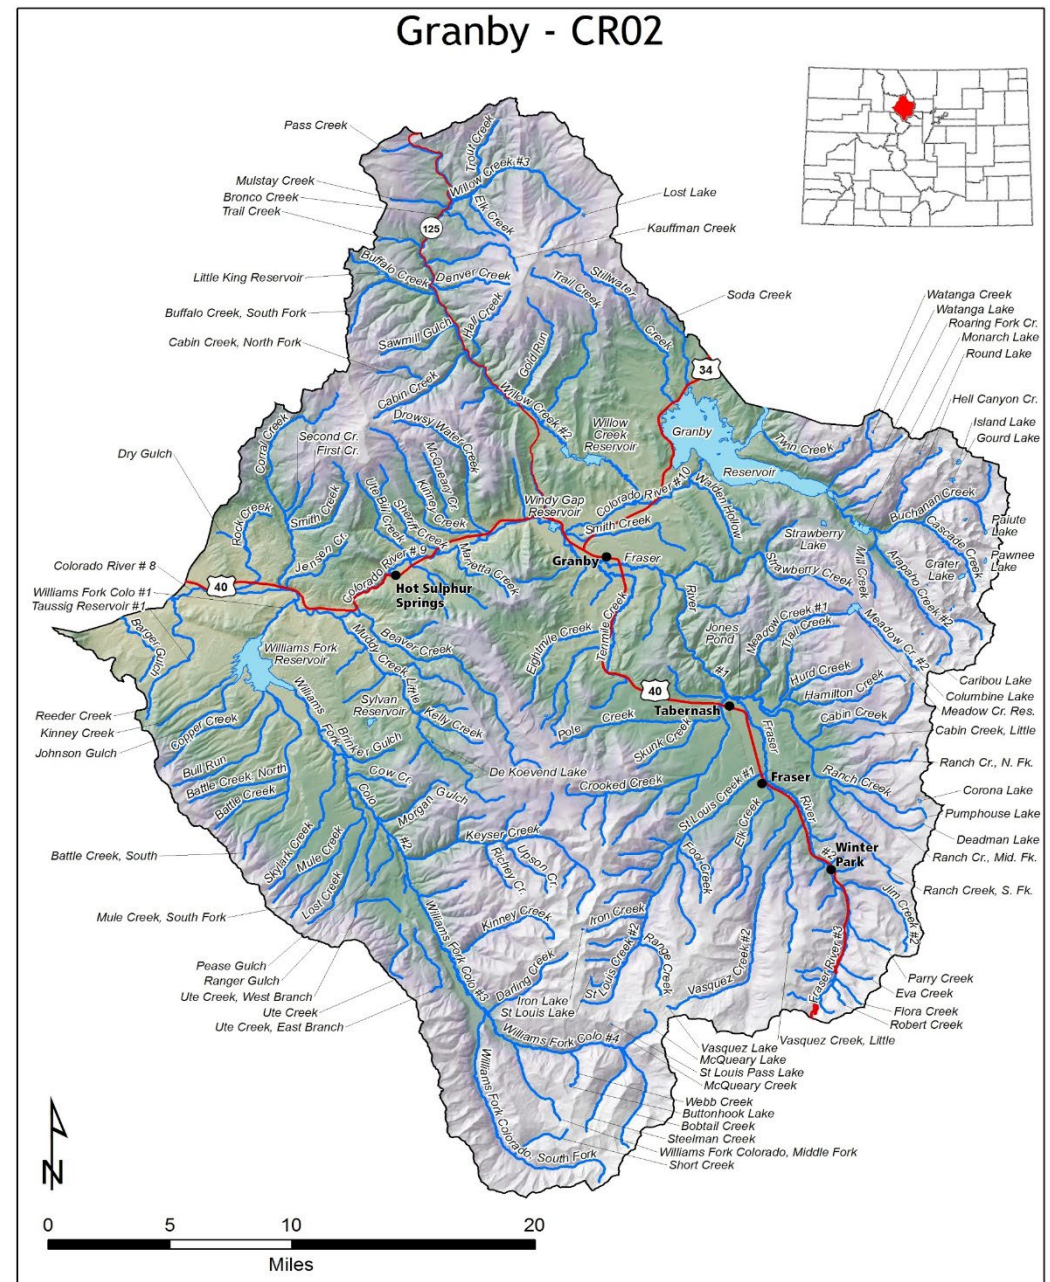 Granby - CR02
Pass Creek
Trout Creek
Willow Creek #3
Mulstay Creek
Bronco Creek
Trail Creek
Elk Creek
Lost Lake
125
Kauffman Creek
Buffalo Creek
Denver Creek
Little King Reservoir
Stillwater
Creek
Trail Creek
Soda Creek
Buffalo Creek, South Fork
Hall Creek
Sawmill Gulch
Cabin Creek, North Fork
Gold Run
Cabin Creek
34
Watanga Creek
Watanga Lake
Roaring Fork Cr.
Monarch Lake
Round Lake
Hell Canyon Cr.
Island Lake
Gourd Lake
Willow Creek #2
Drowsy Water Creek
Willow
Creek
Reservoir
Granby
Reservoir
Twin Creek
Corral Creek
Second Cr.
First Cr.
McQueary Cr.
Dry Gulch
Ute Bill Creek
Sheriff Creek
Kinney Creek
Windy Gap
Reservoir
Colorado River #10
Walden Hollow
Buchanan Creek
Cascade Creek
Paiute
Lake
Rock Creek
Smith Creek
Smith Creek
Strawberry
Lake
Pawnee
Lake
Crater
Lake
Jensen Cr.
Colorado River # 9
Marietta Creek
Granby
Fraser
River
#1
Strawberry Creek
Mill Creek
Arapaho Creek #2
Colorado River # 8
40
Hot Sulphur
Springs
Williams Fork Colo #1
Taussig Reservoir #1
Barger Gulch
Williams Fork
Reservoir
Muddy Creek, Little
Beaver Creek
Eightmile Creek
Tenmile Creek
Jones
Pond
Meadow Creek #1
Trail Creek
Meadow Cr. #2
Hurd Creek
Hamilton Creek
Caribou Lake
Columbine Lake
Meadow Cr. Res.
Cabin Creek
Cabin Creek, Little
Reeder Creek
Kinney Creek
Johnson Gulch
Copper Creek
Williams
Fork
Colo
#2
Sylvan
Reservoir
Kelly Creek
Brinker Gulch
40
Tabernash
Pole
Creek
Skunk Creek
Fraser
River
#2
Bull Run
Battle Creek, North
Battle Creek
Cow Cr.
De Koevend Lake
Morgan Gulch
Crooked Creek
St Louis Creek #1
Fraser
Ranch Creek
Ranch Cr., N. Fk.
Corona Lake
Pumphouse Lake
Deadman Lake
Ranch Cr., Mid. Fk.
Ranch Creek, S. Fk.
Elk Creek
Battle Creek, South
Skylark Creek
Mule Creek
Lost Creek
Keyser Creek
Richey Cr.
Upson Cr.
Fool Creek
Winter
Park
Jim Creek #2
Mule Creek, South Fork
Williams Fork Colo #3
Kinney Creek
Iron Creek
St Louis Creek #2
Range Creek
Vasquez Creek #2
Fraser River #3
Pease Gulch
Ranger Gulch
Ute Creek, West Branch
Ute Creek
Ute Creek, East Branch
Darling Creek
Iron Lake
St Louis Lake
Parry Creek
Eva Creek
Flora Creek
Robert Creek
Vasquez Creek, Little
Williams Fork Colo #4
Vasquez Lake
McQueary Lake
St Louis Pass Lake
McQueary Creek
Webb Creek
Buttonhook Lake
Bobtail Creek
Steelman Creek
Williams Fork Colorado, Middle Fork
Short Creek
Williams Fork Colorado, South Fork
N
0 5 10 20
Miles